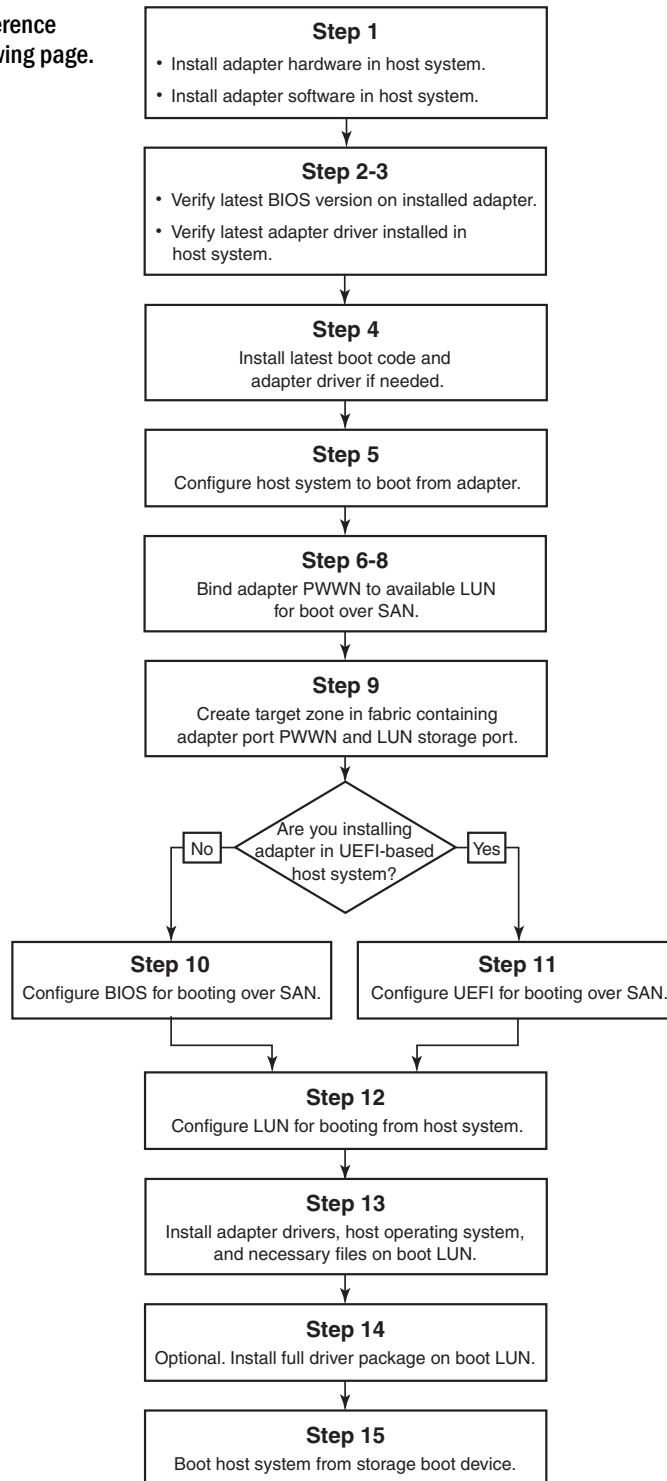 erence
ving page.
Step 1
• Install adapter hardware in host system.
• Install adapter software in host system.
Step 2-3
• Verify latest BIOS version on installed adapter.
• Verify latest adapter driver installed in
host system.
Step 4
Install latest boot code and
adapter driver if needed.
Step 5
Configure host system to boot from adapter.
Step 6-8
Bind adapter PWWN to available LUN
for boot over SAN.
Step 9
Create target zone in fabric containing
adapter port PWWN and LUN storage port.
Are you installing
adapter in UEFI-based
host system?
No
Yes
Step 10
Configure BIOS for booting over SAN.
Step 11
Configure UEFI for booting over SAN.
Step 12
Configure LUN for booting from host system.
Step 13
Install adapter drivers, host operating system,
and necessary files on boot LUN.
Step 14
Optional. Install full driver package on boot LUN.
Step 15
Boot host system from storage boot device.